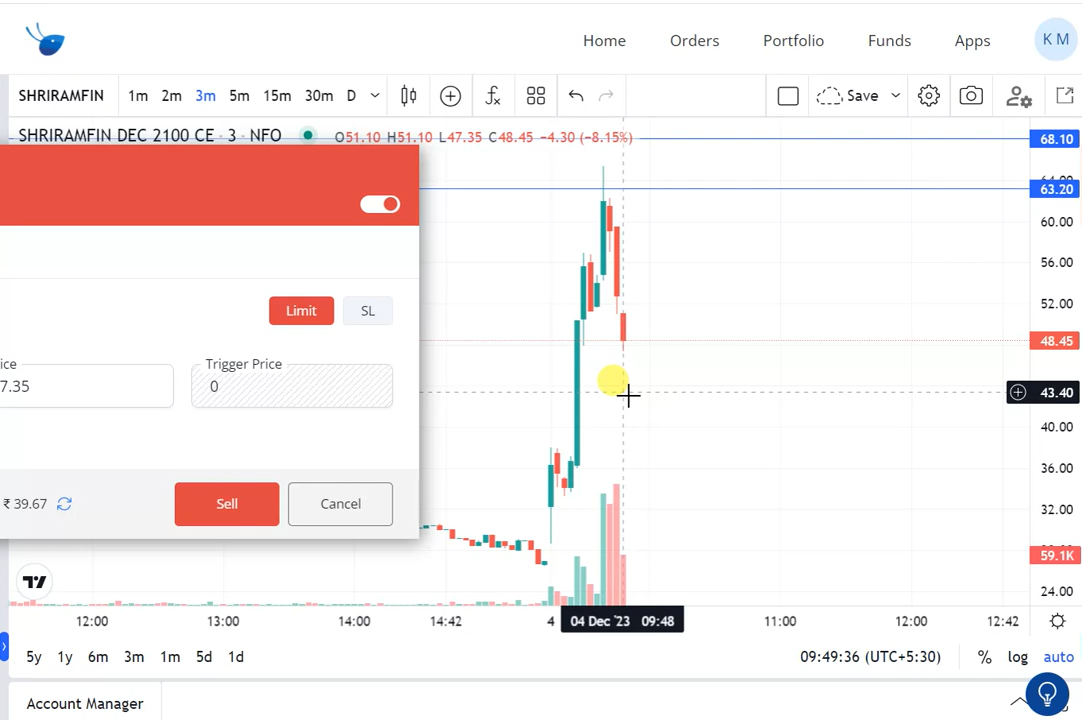 Home Orders Portfolio Funds Apps K M
SHRIRAMFIN 1m 2m 3m 5m 15m 30m D Save
SHRIRAMFIN DEC 2100 CE · 3 · NFO O51.10 H51.10 L47.35 C48.45 −4.30 (−8.15%)
68.10
63.20
60.00
56.00
52.00
Limit SL
48.45
Trigger Price
7.35 0
43.40
40.00
36.00
₹ 39.67 Sell Cancel
32.00
59.1K
24.00
12:00 13:00 14:00 14:42 4 04 Dec '23 09:48 11:00 12:00 12:42
5y 1y 6m 3m 1m 5d 1d 09:49:36 (UTC+5:30) % log auto
Account Manager